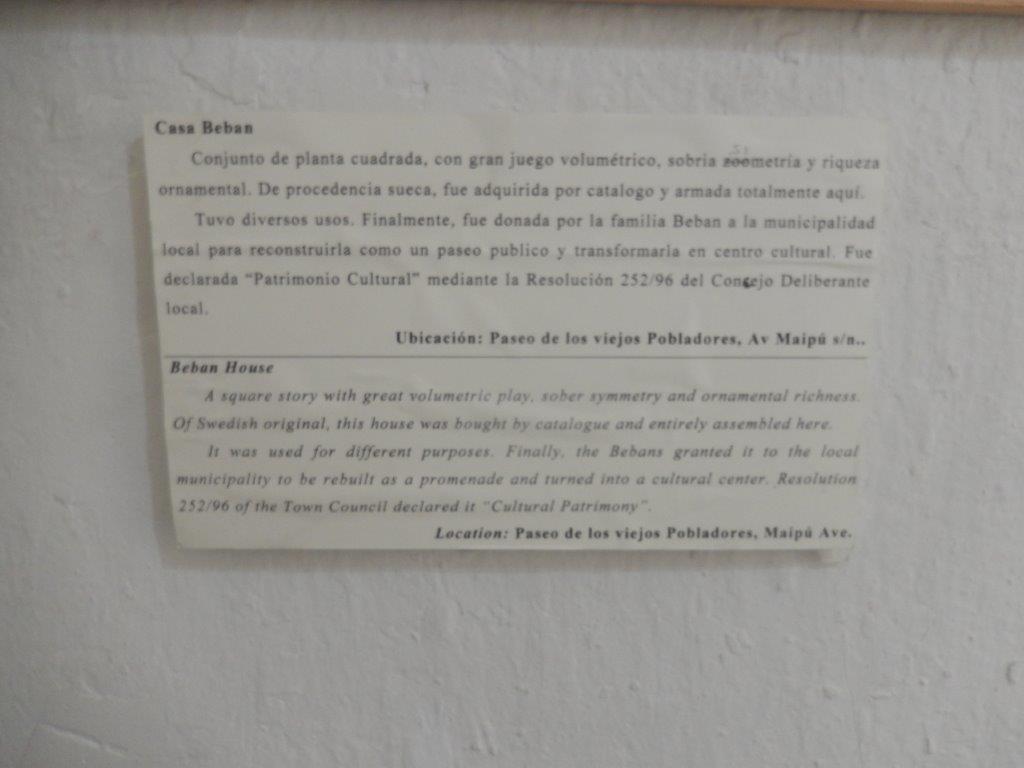 Casa Beban
Conjunto de planta cuadrada, con gran juego volumétrico, sobria zoometría y riqueza
ornamental. De procedencia sueca, fue adquirida por catalogo y armada totalmente aquí.
Tuvo diversos usos. Finalmente, fue donada por la familia Beban a la municipalidad
local para reconstruirla como un paseo publico y transformarla en centro cultural. Fue
declarada "Patrimonio Cultural" mediante la Resolución 252/96 del Concejo Deliberante
local.
Ubicación: Paseo de los viejos Pobladores, Av Maipú s/n..
Beban House
A square story with great volumetric play, sober symmetry and ornamental richness.
Of Swedish original, this house was bought by catalogue and entirely assembled here.
It was used for different purposes. Finally, the Bebans granted it to the local
municipality to be rebuilt as a promenade and turned into a cultural center. Resolution
252/96 of the Town Council declared it "Cultural Patrimony".
Location: Paseo de los viejos Pobladores, Maipú Ave.